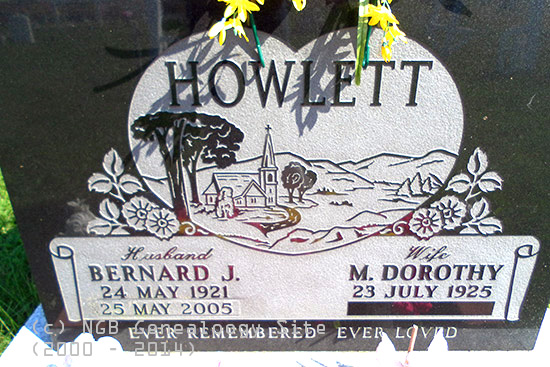 HOWLETT
Husband
BERNARD J.
24 MAY 1921
25 MAY 2005
Wife
M. DOROTHY
23 JULY 1925
EVER REMEMBERED EVER LOVED
(c) NGB Genealogy Site
(2000 - 2014)